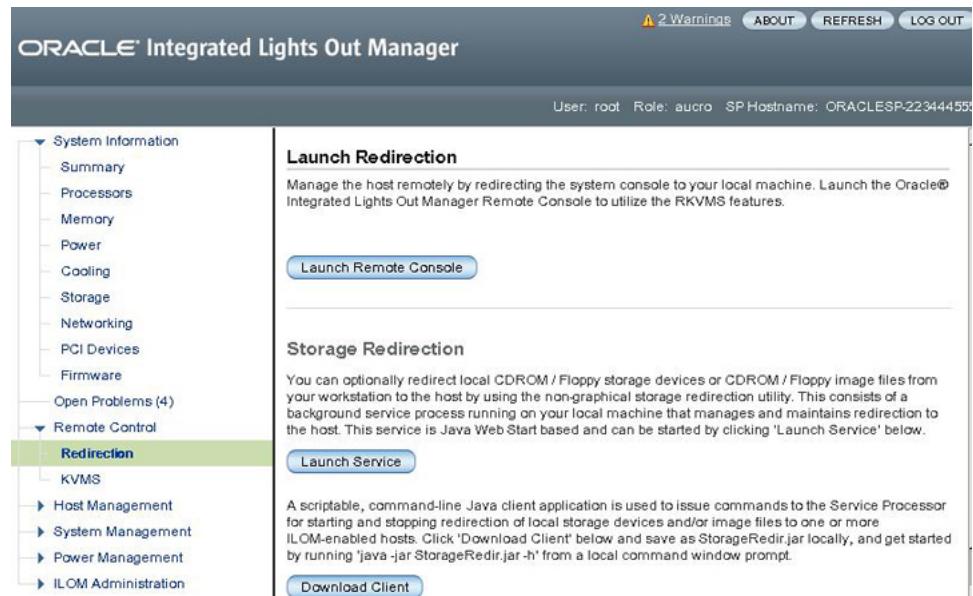 2 Warnings ABOUT REFRESH LOG OUT
ORACLE® Integrated Lights Out Manager
User: root Role: aucro SP Hostname: ORACLESP-223444555
System Information
Summary
Processors
Memory
Power
Cooling
Storage
Networking
PCI Devices
Firmware
Open Problems (4)
Remote Control
Redirection
KVMS
Host Management
System Management
Power Management
ILOM Administration
Launch Redirection
Manage the host remotely by redirecting the system console to your local machine. Launch the Oracle®
Integrated Lights Out Manager Remote Console to utilize the RKVMS features.
Launch Remote Console
Storage Redirection
You can optionally redirect local CDROM / Floppy storage devices or CDROM / Floppy image files from
your workstation to the host by using the non-graphical storage redirection utility. This consists of a
background service process running on your local machine that manages and maintains redirection to
the host. This service is Java Web Start based and can be started by clicking 'Launch Service' below.
Launch Service
A scriptable, command-line Java client application is used to issue commands to the Service Processor
for starting and stopping redirection of local storage devices and/or image files to one or more
ILOM-enabled hosts. Click 'Download Client' below and save as StorageRedir.jar locally, and get started
by running 'java -jar StorageRedir.jar -h' from a local command window prompt.
Download Client